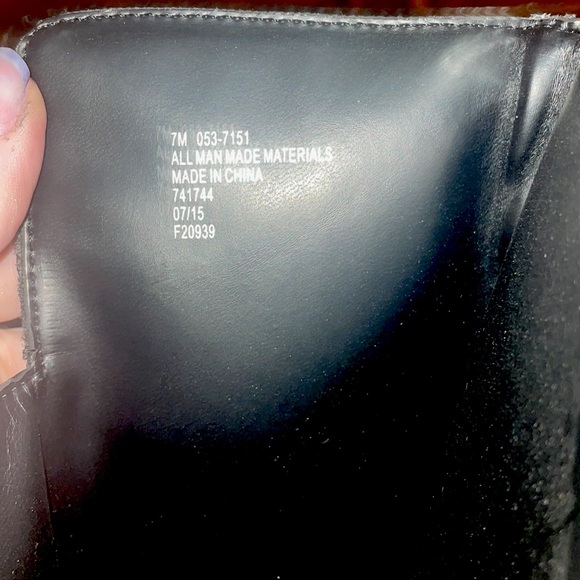 7M 053-7151
ALL MAN MADE MATERIALS
MADE IN CHINA
741744
07/15
F20939